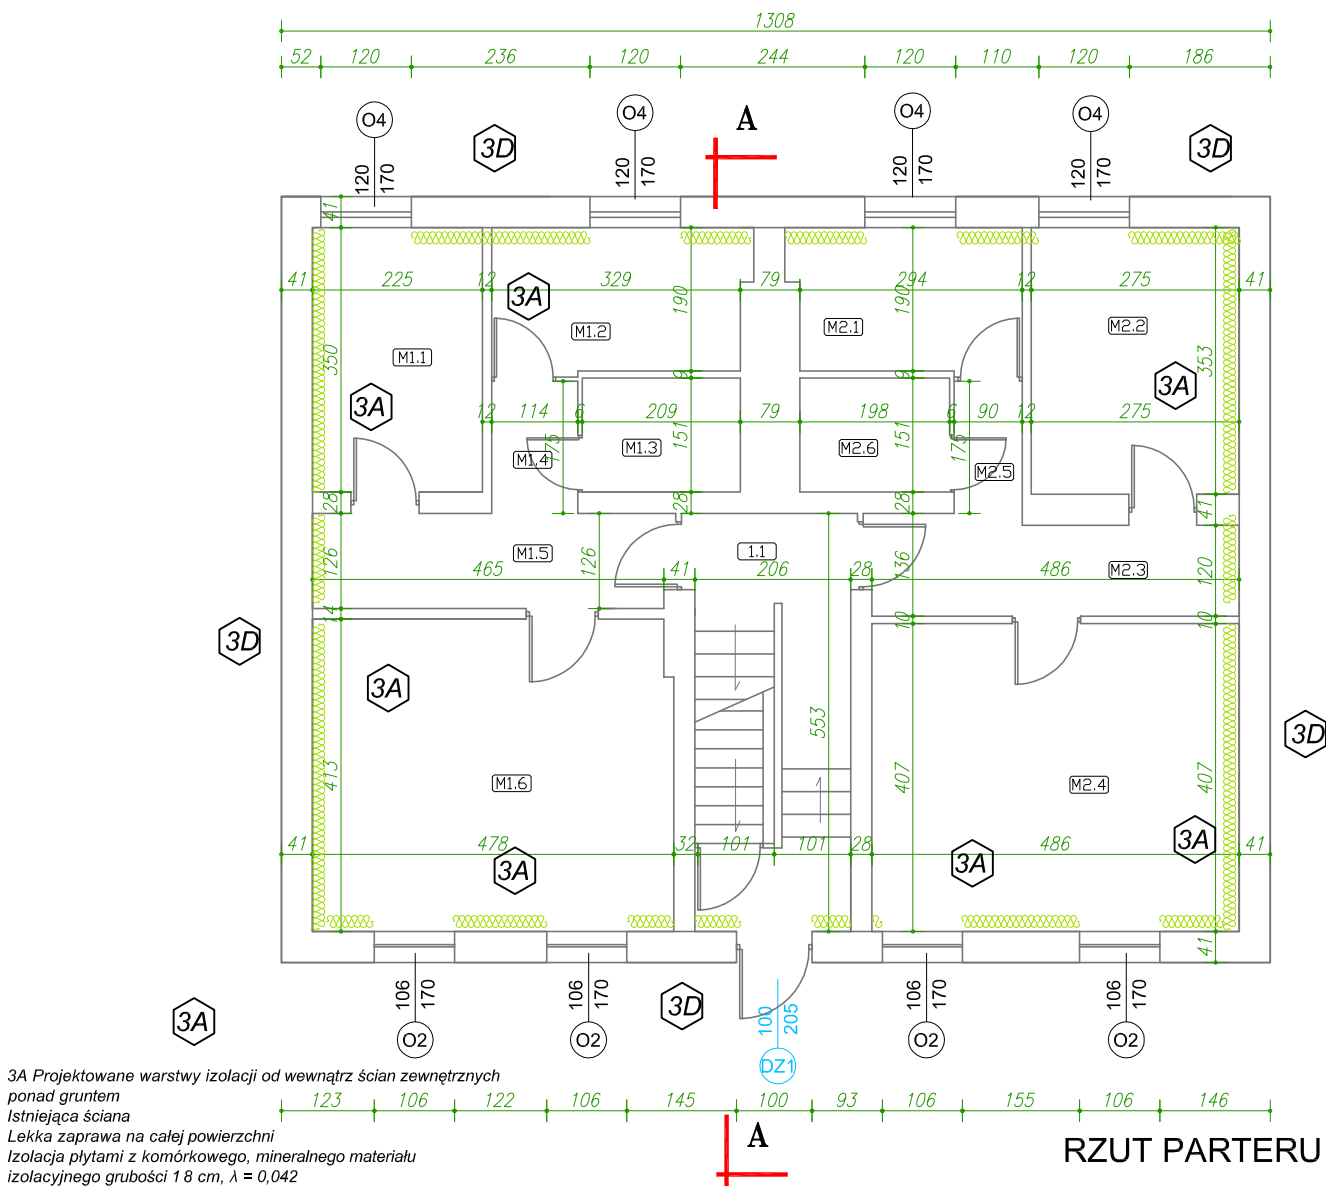 1308
52 120 236 120 244 120 110 120 186
O4 O4 O4 O4
A
3D 3D
120 170 120 170 120 170 120 170
41
41 225 12 329 79 294 12 275 41
190 190
3A
M1.2 M2.1 M2.2
M1.1
350 353
9 9
3A 3A
12 114 6 209 79 198 6 90 12 275
175 151 151 175
M1.4 M1.3 M2.6 M2.5
28 28 28 41
126 126 136 120
M1.5 1.1 M2.3
465 41 206 28 486
14 10 10
3D
3A
553
3D
413 407 407
M1.6 M2.4
41 478 32 101 101 28 486 41
3A 3A 3A
41
106 170 106 170 106 170 106 170
3A 3D
100 205
O2 O2 O2 O2
DZ1
3A Projektowane warstwy izolacji od wewnątrz ścian zewnętrznych
ponad gruntem
Istniejąca ściana
Lekka zaprawa na całej powierzchni
Izolacja płytami z komórkowego, mineralnego materiału
izolacyjnego grubości 18 cm, λ = 0,042
123 106 122 106 145 100 93 106 155 106 146
A
RZUT PARTERU